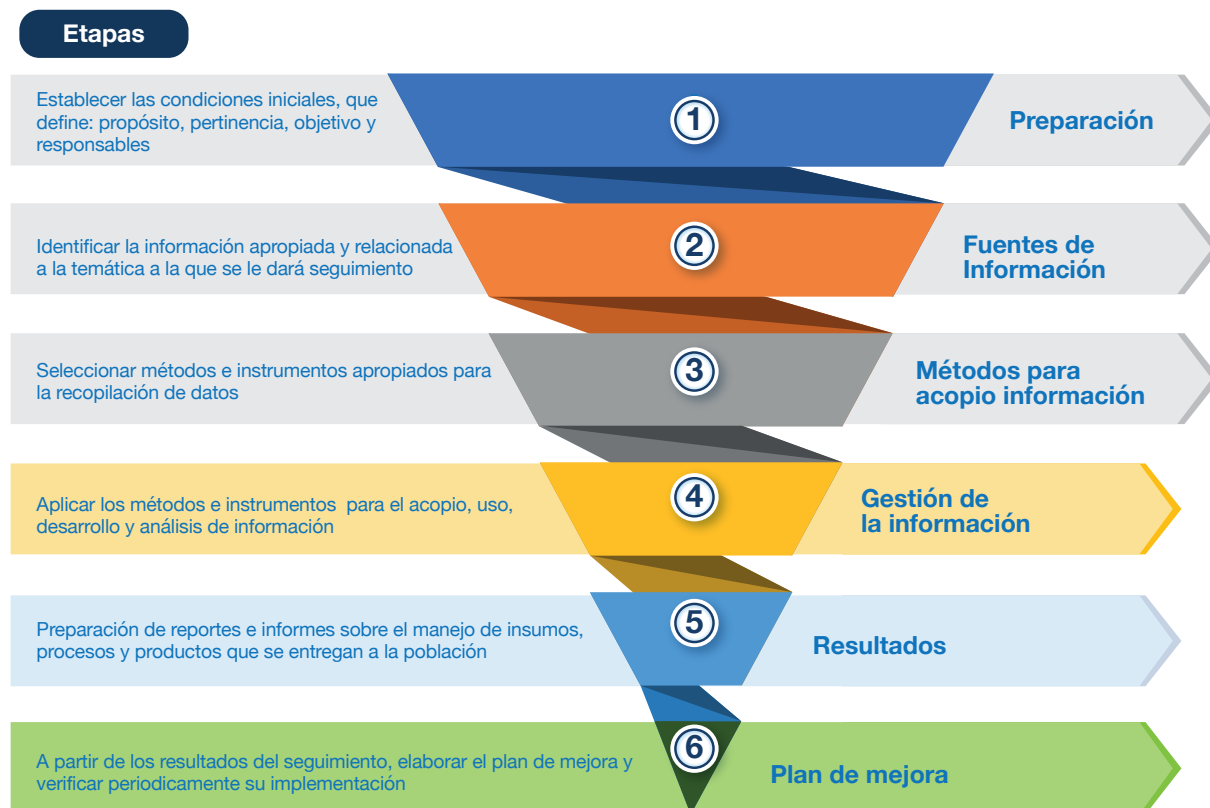 Etapas
Establecer las condiciones iniciales, que
define: propósito, pertinencia, objetivo y
responsables
1
Preparación
Identificar la información apropiada y relacionada
a la temática a la que se le dará seguimiento
2
Fuentes de
Información
Seleccionar métodos e instrumentos apropiados para
la recopilación de datos
3
Métodos para
acopio información
Aplicar los métodos e instrumentos para el acopio, uso,
desarrollo y análisis de información
4
Gestión de
la información
Preparación de reportes e informes sobre el manejo de insumos,
procesos y productos que se entregan a la población
5
Resultados
A partir de los resultados del seguimiento, elaborar el plan de mejora y
verificar periodicamente su implementación
6
Plan de mejora